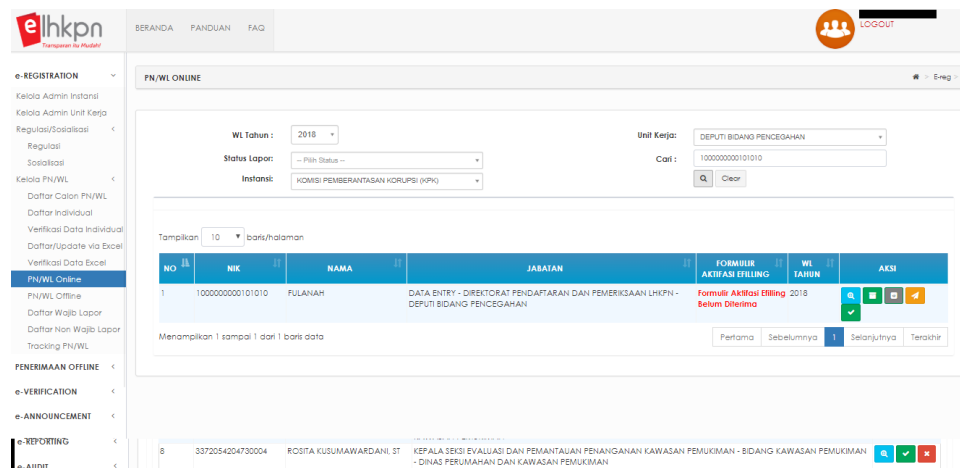 elhkpn
Transparan itu Mudah!
BERANDA PANDUAN FAQ
LOGOUT
e-REGISTRATION
Kelola Admin Instansi
Kelola Admin Unit Kerja
Regulasi/Sosialisasi
Regulasi
Sosialisasi
Kelola PN/WL
Daftar Calon PN/WL
Daftar Individual
Verifikasi Data Individual
Daftar/Update via Excel
Verifikasi Data Excel
PN/WL Online
PN/WL Offline
Daftar Wajib Lapor
Daftar Non Wajib Lapor
Tracking PN/WL
PENERIMAAN OFFLINE
e-VERIFICATION
e-ANNOUNCEMENT
e-REPORTING
e-AUDIT
PN/WL ONLINE
E-reg >
WL Tahun : 2018
Unit Kerja: DEPUTI BIDANG PENCEGAHAN
Status Lapor: -- Pilih Status --
Cari : 1000000000101010
Instansi: KOMISI PEMBERANTASAN KORUPSI (KPK)
Clear
Tampilkan 10 baris/halaman
NO NIK NAMA JABATAN FORMULIR AKTIFASI EFILLING WL TAHUN AKSI
1 1000000000101010 FULANAH DATA ENTRY - DIREKTORAT PENDAFTARAN DAN PEMERIKSAAN LHKPN - Formulir Aktifasi Efilling 2018
DEPUTI BIDANG PENCEGAHAN Belum Diterima
Menampilkan 1 sampai 1 dari 1 baris data
Pertama Sebelumnya 1 Selanjutnya Terakhir
8 3372054204730004 ROSITA KUSUMAWARDANI, ST KEPALA SEKSI EVALUASI DAN PEMANTAUAN PENANGANAN KAWASAN PEMUKIMAN - BIDANG KAWASAN PEMUKIMAN
- DINAS PERUMAHAN DAN KAWASAN PEMUKIMAN